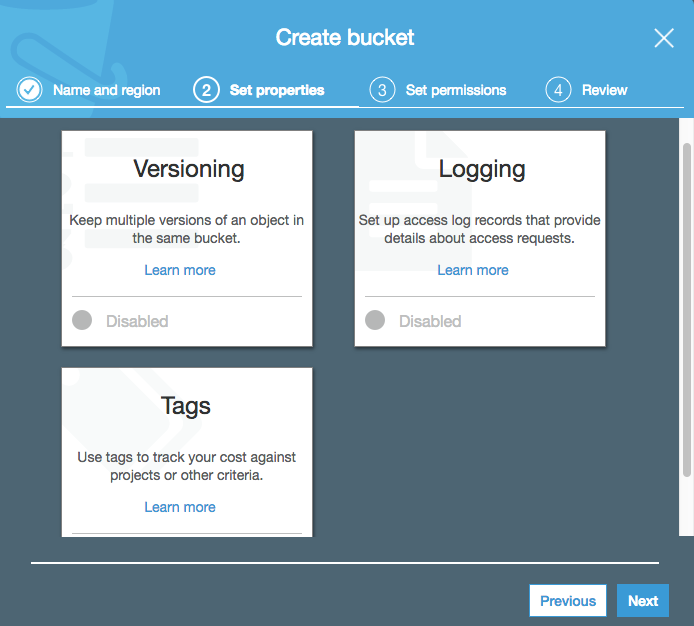 Create bucket
Name and region
2 Set properties
3 Set permissions
4 Review
Versioning
Keep multiple versions of an object in
the same bucket.
Learn more
Disabled
Logging
Set up access log records that provide
details about access requests.
Learn more
Disabled
Tags
Use tags to track your cost against
projects or other criteria.
Learn more
Previous
Next